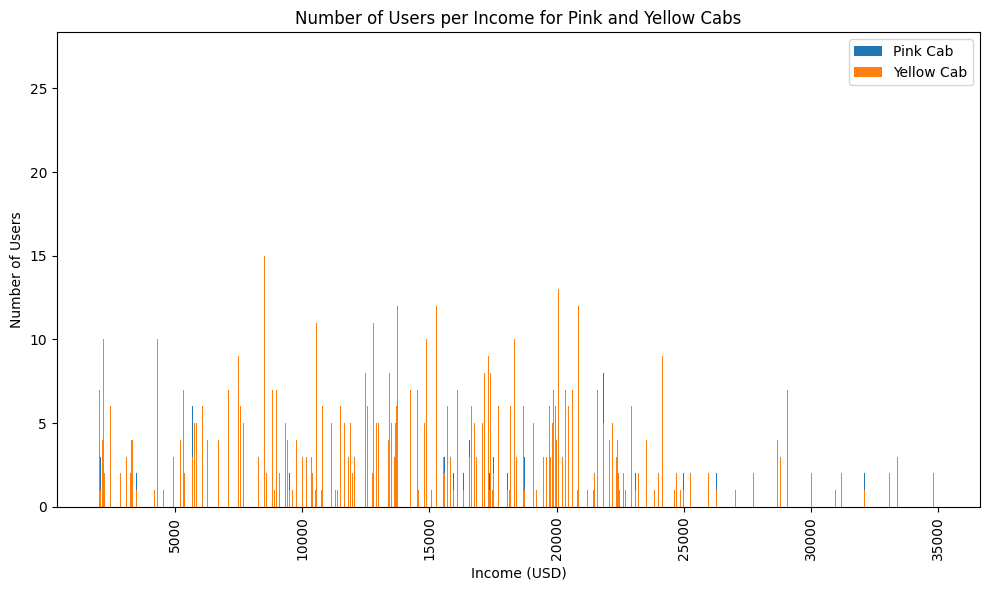 Number of Users per Income for Pink and Yellow Cabs
Pink Cab
Yellow Cab
25
20
15
10
5
0
Number of Users
5000
10000
15000
20000
25000
30000
35000
Income (USD)